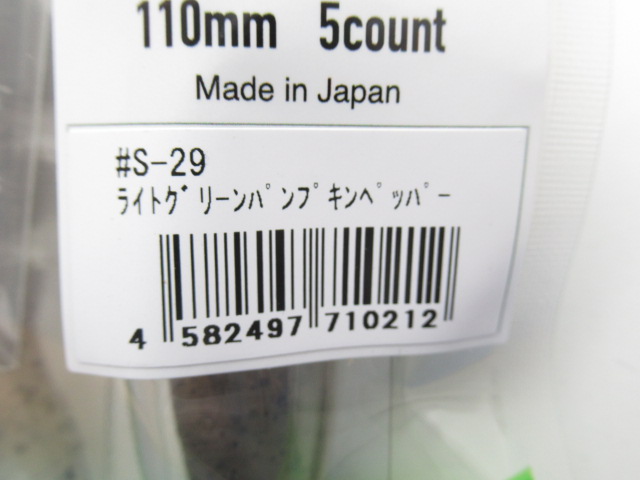 110mm 5count
Made in Japan
#S-29
ﾗｲﾄｸﾞﾘｰﾝﾊﾟﾝﾌﾟｷﾝﾍﾟｯﾊﾟｰ
4 582497 710212